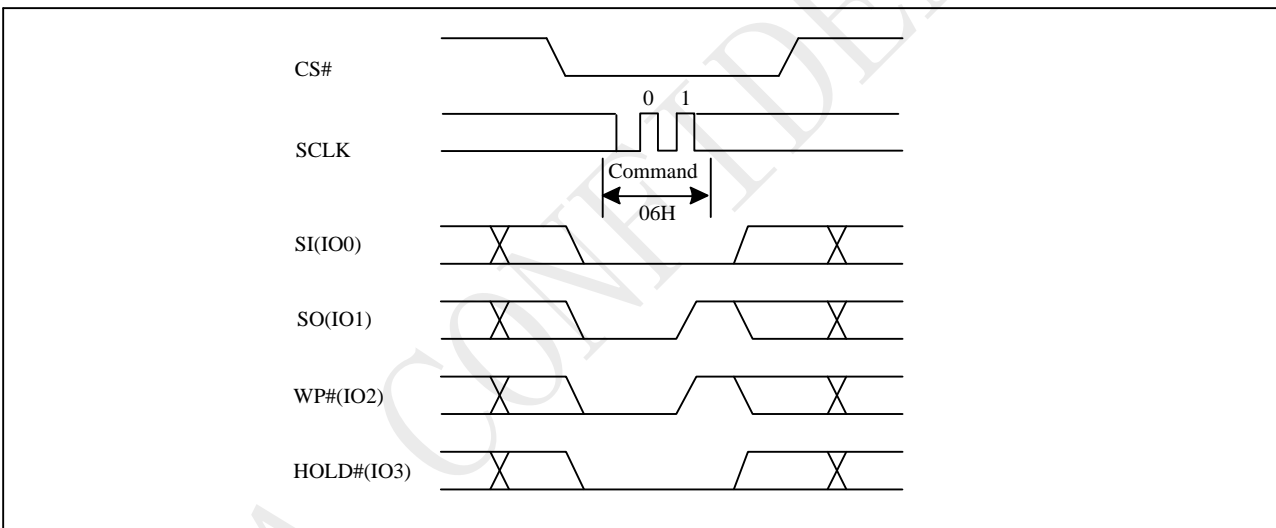 CS#
0 1
SCLK
Command
06H
SI(IO0)
SO(IO1)
WP#(IO2)
HOLD#(IO3)